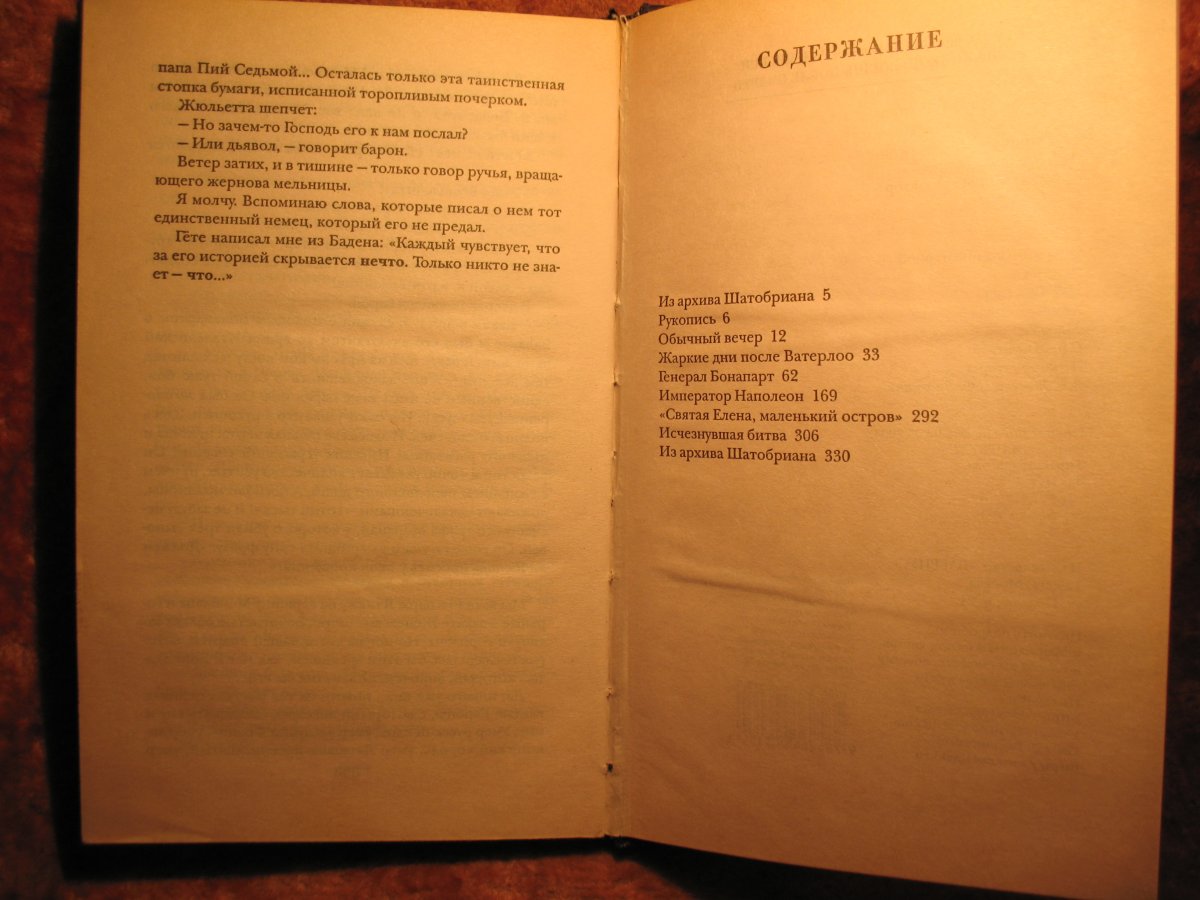 папа Пий Седьмой... Осталась только эта таинственная
стопка бумаги, исписанной торопливым почерком.
Жюльетта шепчет:
— Но зачем-то Господь его к нам послал?
— Или дьявол, — говорит барон.
Ветер затих, и в тишине — только говор ручья, враща-
ющего жернова мельницы.
Я молчу. Вспоминаю слова, которые писал о нем тот
единственный немец, который его не предал.
Гёте написал мне из Бадена: «Каждый чувствует, что
за его историей скрывается нечто. Только никто не зна-
ет — что...»
СОДЕРЖАНИЕ
Из архива Шатобриана 5
Рукопись 6
Обычный вечер 12
Жаркие дни после Ватерлоо 33
Генерал Бонапарт 62
Император Наполеон 169
«Святая Елена, маленький остров» 292
Исчезнувшая битва 306
Из архива Шатобриана 330